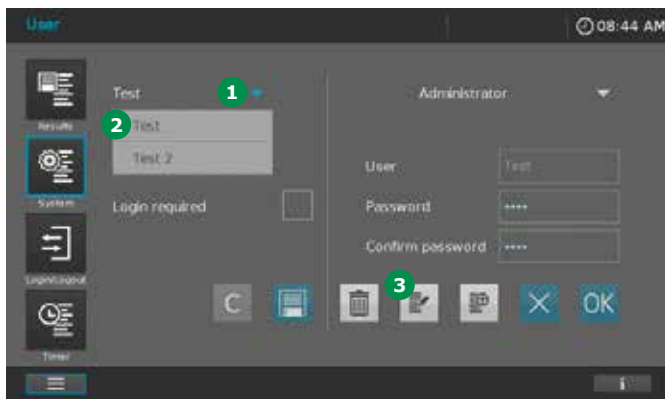 User
08:44 AM
Results
System
Login/Logout
Timer
Test
1
2
Test
Test 2
Login required
Administrator
User
Test
Password
••••
Confirm password
••••
3
C
X
OK
i